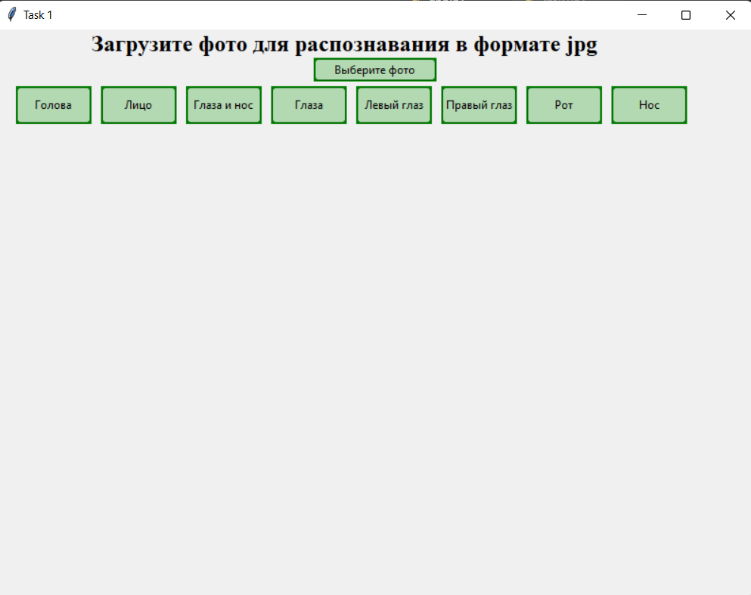 Task 1
Загрузите фото для распознавания в формате jpg
Выберите фото
Голова Лицо Глаза и нос Глаза Левый глаз Правый глаз Рот Нос